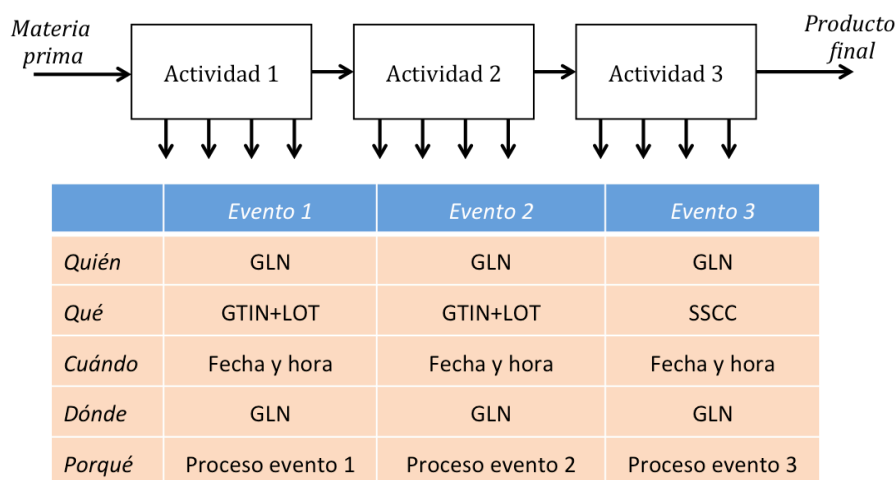 Materia
prima
Actividad 1
Actividad 2
Actividad 3
Producto
final
Evento 1 Evento 2 Evento 3
Quién GLN GLN GLN
Qué GTIN+LOT GTIN+LOT SSCC
Cuándo Fecha y hora Fecha y hora Fecha y hora
Dónde GLN GLN GLN
Porqué Proceso evento 1 Proceso evento 2 Proceso evento 3